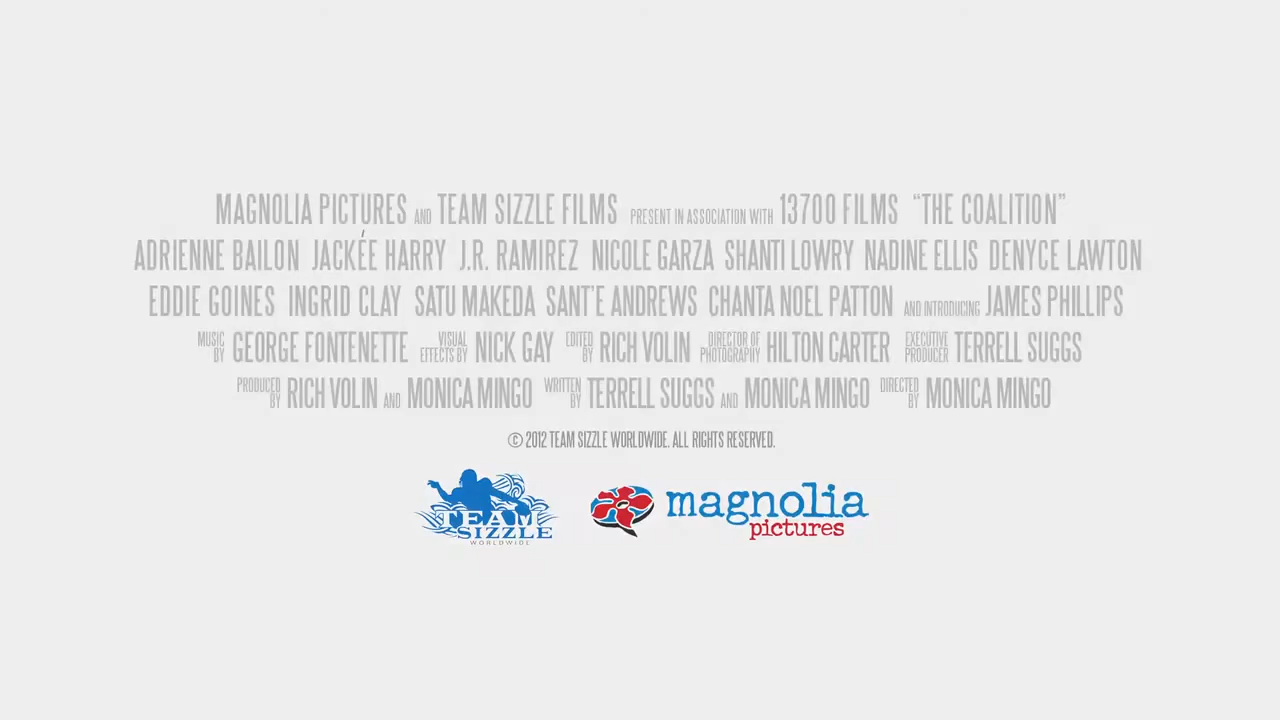 MAGNOLIA PICTURES AND TEAM SIZZLE FILMS PRESENT IN ASSOCIATION WITH 13700 FILMS “THE COALITION”
ADRIENNE BAILON JACKÉE HARRY J.R. RAMIREZ NICOLE GARZA SHANTI LOWRY NADINE ELLIS DENYCE LAWTON
EDDIE GOINES INGRID CLAY SATU MAKEDA SANT'E ANDREWS CHANTA NOEL PATTON AND INTRODUCING JAMES PHILLIPS
MUSIC BY GEORGE FONTENETTE VISUAL EFFECTS BY NICK GAY EDITED BY RICH VOLIN DIRECTOR OF PHOTOGRAPHY HILTON CARTER EXECUTIVE PRODUCER TERRELL SUGGS
PRODUCED BY RICH VOLIN AND MONICA MINGO WRITTEN BY TERRELL SUGGS AND MONICA MINGO DIRECTED BY MONICA MINGO
© 2012 TEAM SIZZLE WORLDWIDE. ALL RIGHTS RESERVED.
TEAM
SIZZLE
WORLDWIDE
magnolia
pictures